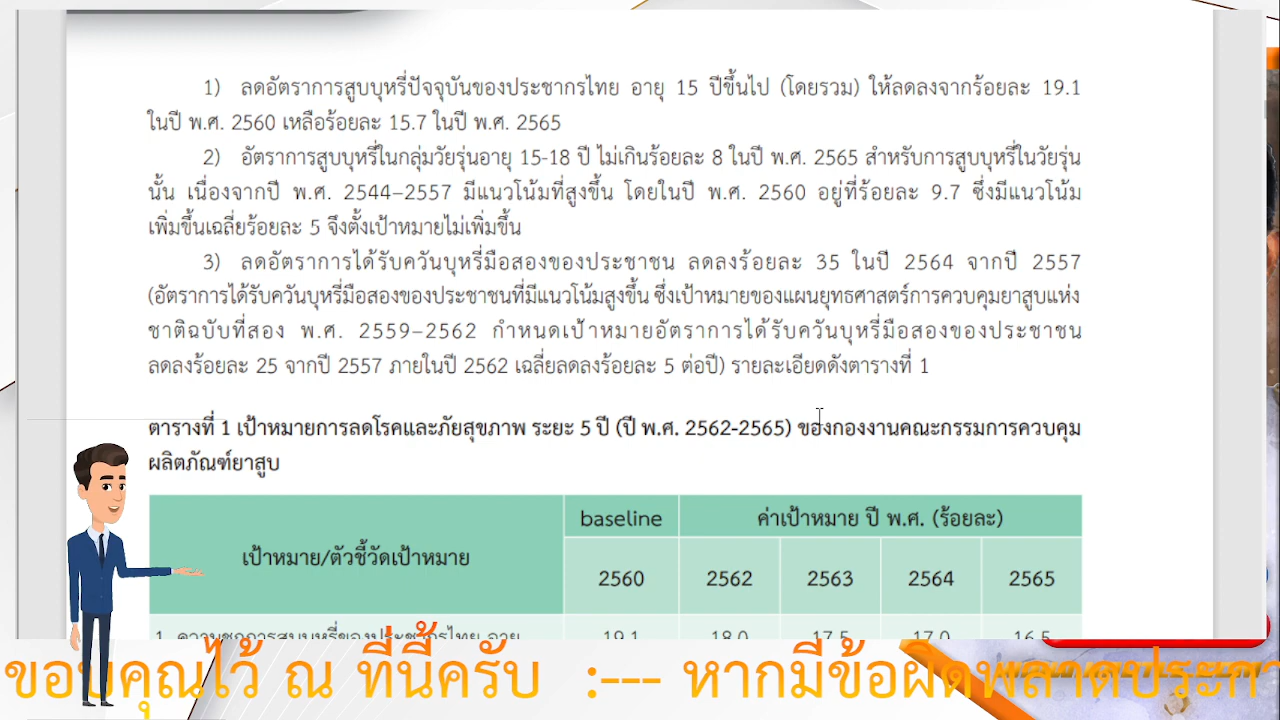 1) ลดอัตราการสูบบุหรี่ปัจจุบันของประชากรไทย อายุ 15 ปีขึ้นไป (โดยรวม) ให้ลดลงจากร้อยละ 19.1
ในปี พ.ศ. 2560 เหลือร้อยละ 15.7 ในปี พ.ศ. 2565
2) อัตราการสูบบุหรี่ในกลุ่มวัยรุ่นอายุ 15-18 ปี ไม่เกินร้อยละ 8 ในปี พ.ศ. 2565 สำหรับการสูบบุหรี่ในวัยรุ่น
นั้น เนื่องจากปี พ.ศ. 2544–2557 มีแนวโน้มที่สูงขึ้น โดยในปี พ.ศ. 2560 อยู่ที่ร้อยละ 9.7 ซึ่งมีแนวโน้ม
เพิ่มขึ้นเฉลี่ยร้อยละ 5 จึงตั้งเป้าหมายไม่เพิ่มขึ้น
3) ลดอัตราการได้รับควันบุหรี่มือสองของประชาชน ลดลงร้อยละ 35 ในปี 2564 จากปี 2557
(อัตราการได้รับควันบุหรี่มือสองของประชาชนที่มีแนวโน้มสูงขึ้น ซึ่งเป้าหมายของแผนยุทธศาสตร์การควบคุมยาสูบแห่ง
ชาติฉบับที่สอง พ.ศ. 2559–2562 กำหนดเป้าหมายอัตราการได้รับควันบุหรี่มือสองของประชาชน
ลดลงร้อยละ 25 จากปี 2557 ภายในปี 2562 เฉลี่ยลดลงร้อยละ 5 ต่อปี) รายละเอียดดังตารางที่ 1
ตารางที่ 1 เป้าหมายการลดโรคและภัยสุขภาพ ระยะ 5 ปี (ปี พ.ศ. 2562-2565) ของกองงานคณะกรรมการควบคุม
ผลิตภัณฑ์ยาสูบ
เป้าหมาย/ตัวชี้วัดเป้าหมาย baseline ค่าเป้าหมาย ปี พ.ศ. (ร้อยละ)
2560 2562 2563 2564 2565
1. ความชุกการสูบบุหรี่ของประชากรไทย อายุ 19.1 18.0 17.5 17.0 16.5
ขอบคุณไว้ ณ ที่นี้ครับ :--- หากมีข้อผิดพลาดประกา